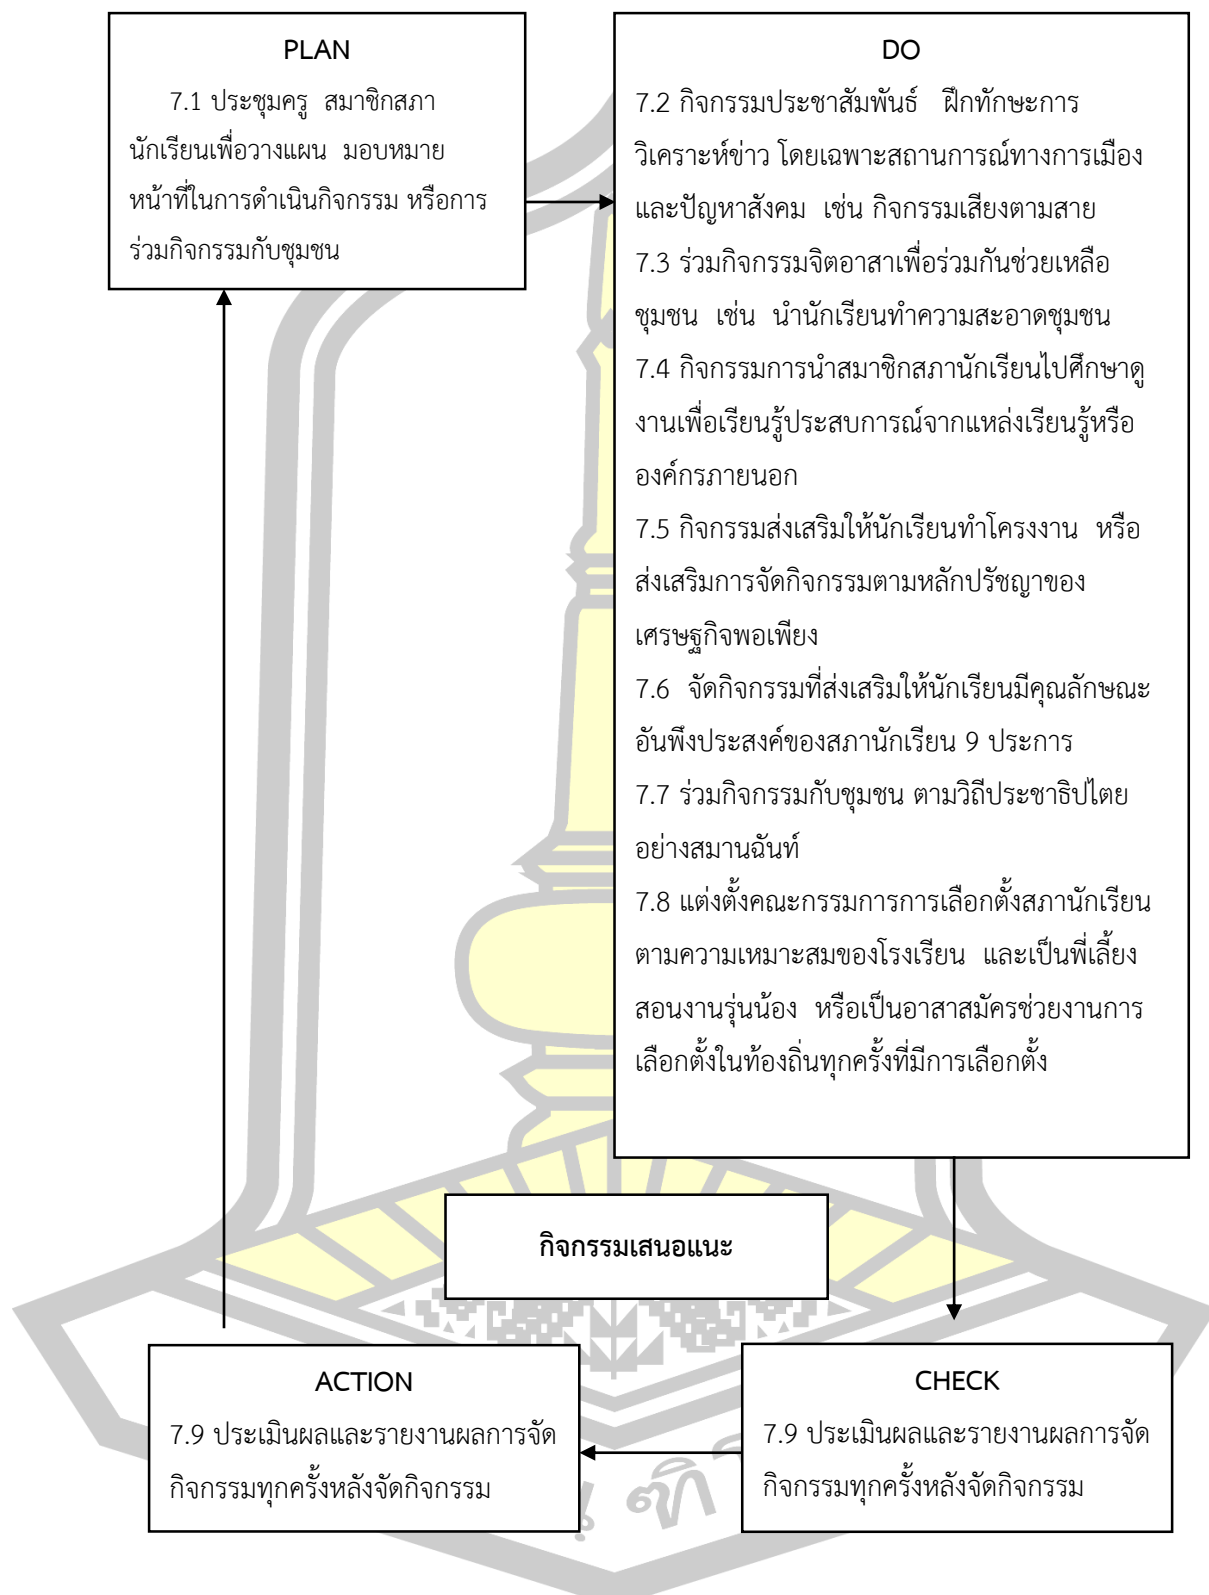 PLAN
7.1 ประชุมครู สมาชิกสภา
นักเรียนเพื่อวางแผน มอบหมาย
หน้าที่ในการดำเนินกิจกรรม หรือการ
ร่วมกิจกรรมกับชุมชน
DO
7.2 กิจกรรมประชาสัมพันธ์ ฝึกทักษะการ
วิเคราะห์ข่าว โดยเฉพาะสถานการณ์ทางการเมือง
และปัญหาสังคม เช่น กิจกรรมเสียงตามสาย
7.3 ร่วมกิจกรรมจิตอาสาเพื่อร่วมกันช่วยเหลือ
ชุมชน เช่น นำนักเรียนทำความสะอาดชุมชน
7.4 กิจกรรมการนำสมาชิกสภานักเรียนไปศึกษาดู
งานเพื่อเรียนรู้ประสบการณ์จากแหล่งเรียนรู้หรือ
องค์กรภายนอก
7.5 กิจกรรมส่งเสริมให้นักเรียนทำโครงงาน หรือ
ส่งเสริมการจัดกิจกรรมตามหลักปรัชญาของ
เศรษฐกิจพอเพียง
7.6 จัดกิจกรรมที่ส่งเสริมให้นักเรียนมีคุณลักษณะ
อันพึงประสงค์ของสภานักเรียน 9 ประการ
7.7 ร่วมกิจกรรมกับชุมชน ตามวิถีประชาธิปไตย
อย่างสมานฉันท์
7.8 แต่งตั้งคณะกรรมการการเลือกตั้งสภานักเรียน
ตามความเหมาะสมของโรงเรียน และเป็นพี่เลี้ยง
สอนงานรุ่นน้อง หรือเป็นอาสาสมัครช่วยงานการ
เลือกตั้งในท้องถิ่นทุกครั้งที่มีการเลือกตั้ง
กิจกรรมเสนอแนะ
ACTION
7.9 ประเมินผลและรายงานผลการจัด
กิจกรรมทุกครั้งหลังจัดกิจกรรม
CHECK
7.9 ประเมินผลและรายงานผลการจัด
กิจกรรมทุกครั้งหลังจัดกิจกรรม